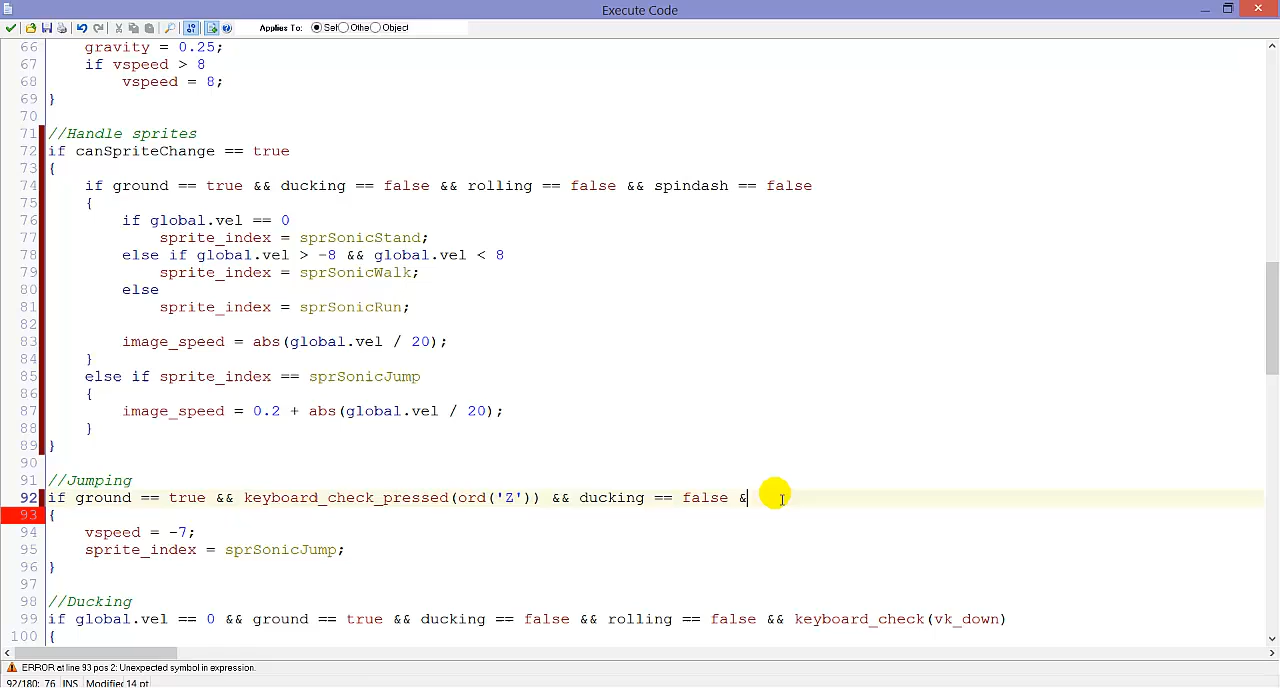 Execute Code
Applies To: Self Othe Object
66 gravity = 0.25;
67 if vspeed > 8
68 vspeed = 8;
69 }
70
71 //Handle sprites
72 if canSpriteChange == true
73 {
74 if ground == true && ducking == false && rolling == false && spindash == false
75 {
76 if global.vel == 0
77 sprite_index = sprSonicStand;
78 else if global.vel > -8 && global.vel < 8
79 sprite_index = sprSonicWalk;
80 else
81 sprite_index = sprSonicRun;
82
83 image_speed = abs(global.vel / 20);
84 }
85 else if sprite_index == sprSonicJump
86 {
87 image_speed = 0.2 + abs(global.vel / 20);
88 }
89 }
90
91 //Jumping
92 if ground == true && keyboard_check_pressed(ord('Z')) && ducking == false &
93 {
94 vspeed = -7;
95 sprite_index = sprSonicJump;
96 }
97
98 //Ducking
99 if global.vel == 0 && ground == true && ducking == false && rolling == false && keyboard_check(vk_down)
100 {
ERROR at line 93 pos 2: Unexpected symbol in expression.
92/180: 76 INS Modified 14 pt